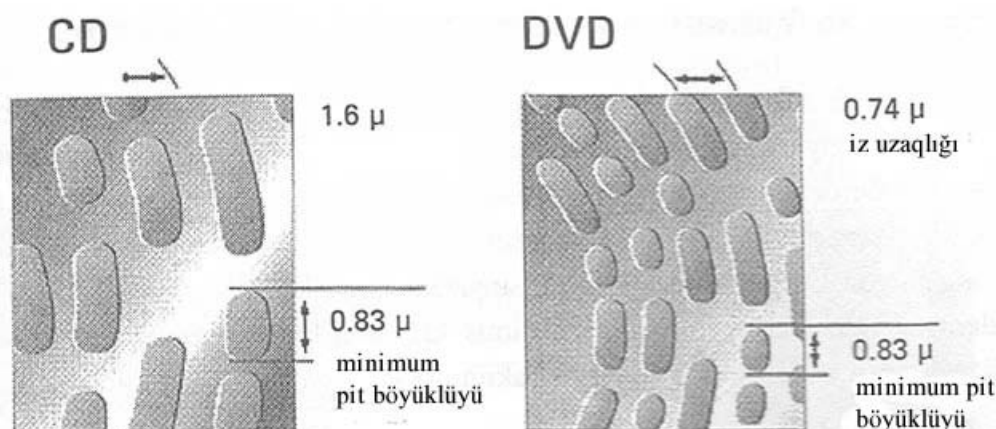 CD
1.6 µ
0.83 µ
minimum
pit böyüklüyü
DVD
0.74 µ
iz uzaqlığı
0.83 µ
minimum pit
böyüklüyü